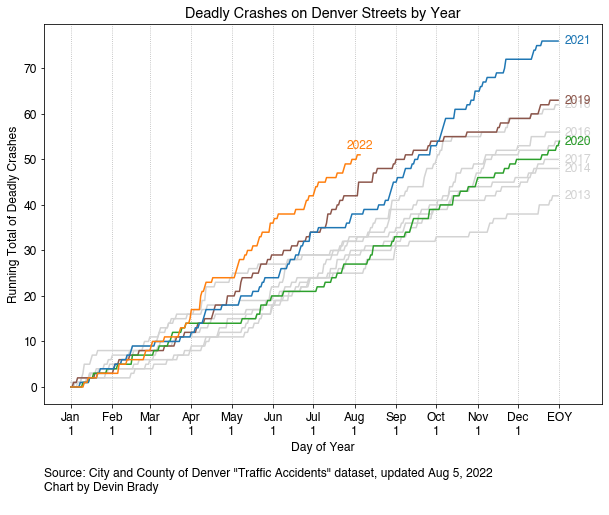 Deadly Crashes on Denver Streets by Year
Running Total of Deadly Crashes
70
60
50
40
30
20
10
0
2021
2019
2016
2020
2017
2014
2013
2022
Jan Feb Mar Apr May Jun Jul Aug Sep Oct Nov Dec EOY
1 1 1 1 1 1 1 1 1 1 1 1
Day of Year
Source: City and County of Denver "Traffic Accidents" dataset, updated Aug 5, 2022
Chart by Devin Brady